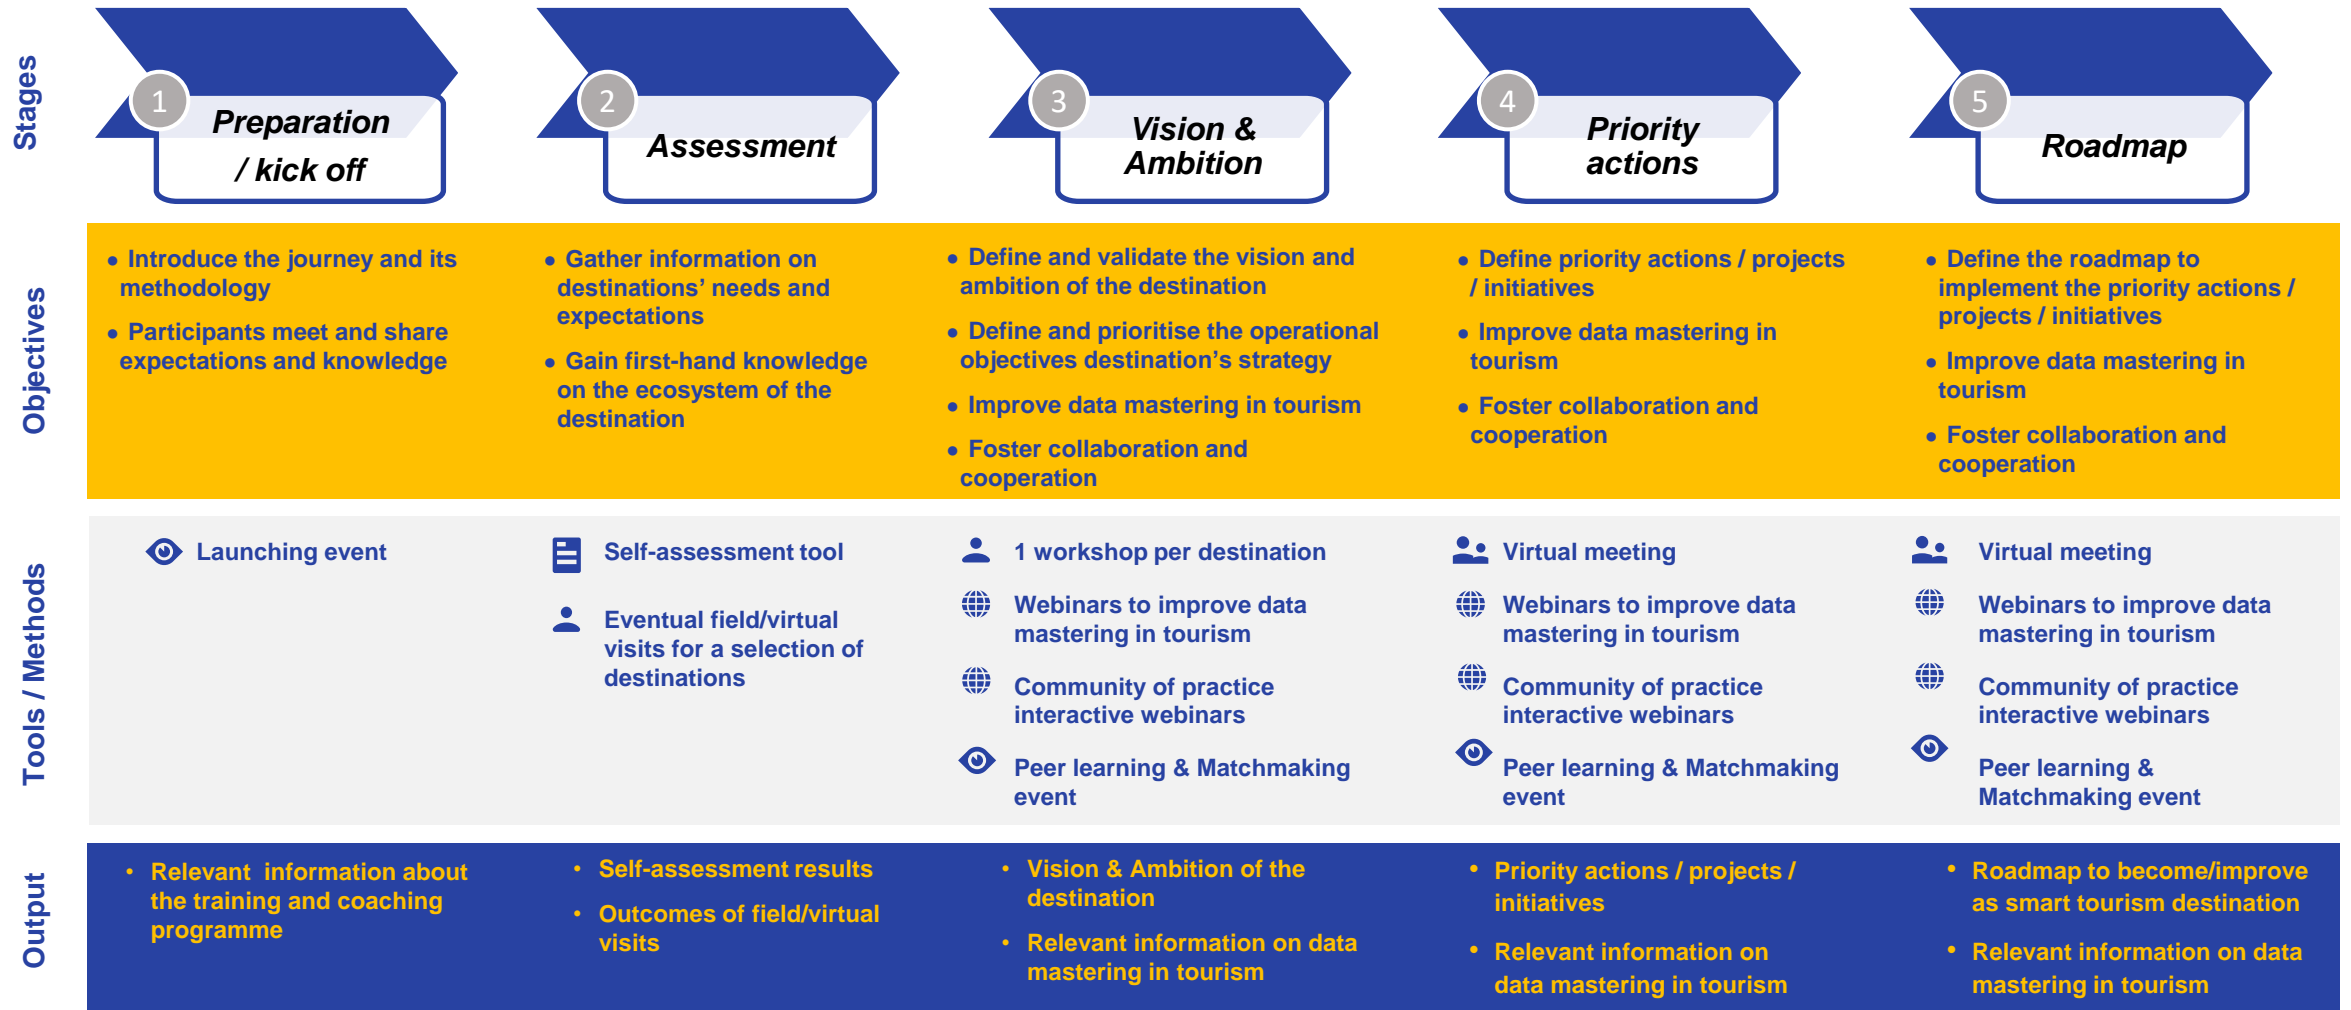 Stages
1
Preparation
/ kick off
2
Assessment
3
Vision &
Ambition
4
Priority
actions
5
Roadmap
Objectives
● Introduce the journey and its
methodology
● Participants meet and share
expectations and knowledge
● Gather information on
destinations’ needs and
expectations
● Gain first-hand knowledge
on the ecosystem of the
destination
● Define and validate the vision and
ambition of the destination
● Define and prioritise the operational
objectives destination’s strategy
● Improve data mastering in tourism
● Foster collaboration and
cooperation
● Define priority actions / projects
/ initiatives
● Improve data mastering in
tourism
● Foster collaboration and
cooperation
● Define the roadmap to
implement the priority actions /
projects / initiatives
● Improve data mastering in
tourism
● Foster collaboration and
cooperation
Tools / Methods
Launching event
Self-assessment tool
Eventual field/virtual
visits for a selection of
destinations
1 workshop per destination
Webinars to improve data
mastering in tourism
Community of practice
interactive webinars
Peer learning & Matchmaking
event
Virtual meeting
Webinars to improve data
mastering in tourism
Community of practice
interactive webinars
Peer learning & Matchmaking
event
Virtual meeting
Webinars to improve data
mastering in tourism
Community of practice
interactive webinars
Peer learning &
Matchmaking event
Output
• Relevant information about
the training and coaching
programme
• Self-assessment results
• Outcomes of field/virtual
visits
• Vision & Ambition of the
destination
• Relevant information on data
mastering in tourism
• Priority actions / projects /
initiatives
• Relevant information on
data mastering in tourism
• Roadmap to become/improve
as smart tourism destination
• Relevant information on data
mastering in tourism